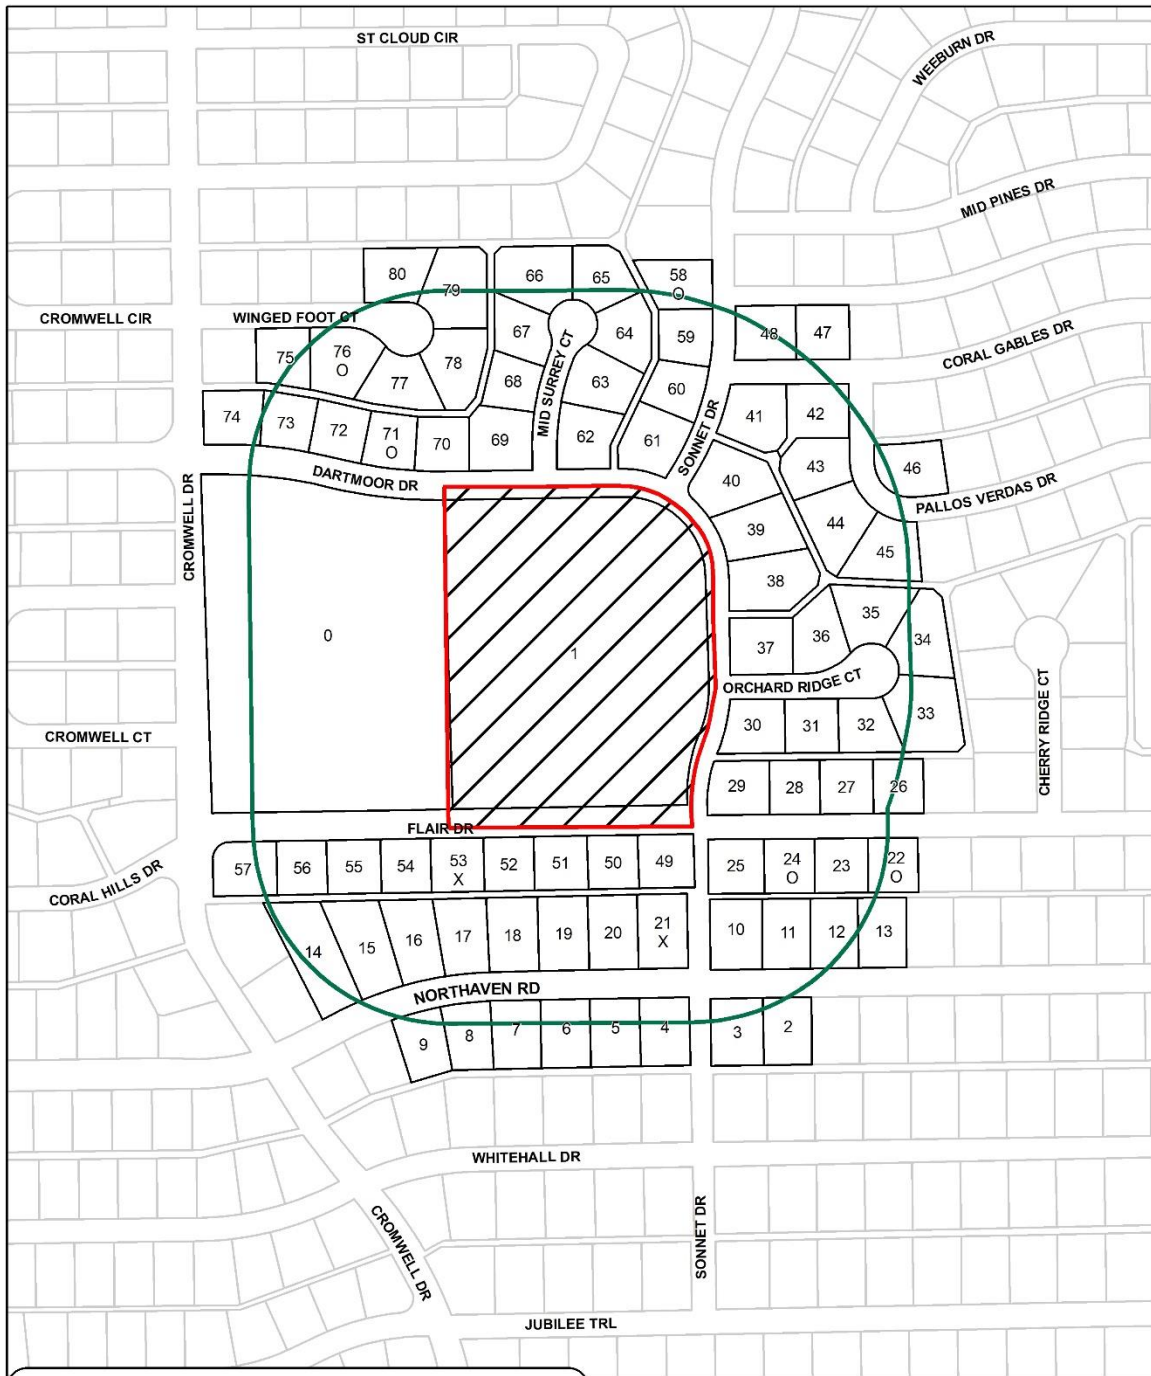 ST CLOUD CIR
WEEBURN DR
MID PINES DR
80
79
66
65
58
O
CROMWELL CIR
WINGED FOOT CT
67
64
59
48
47
CORAL GABLES DR
75
76
O
78
77
68
MID SURREY CT
63
60
SONNET DR
41
42
74
73
72
71
O
70
69
62
61
43
46
DARTMOOR DR
40
PALLOS VERDAS DR
CROMWELL DR
39
44
45
38
0
1
35
36
34
37
ORCHARD RIDGE CT
CHERRY RIDGE CT
CROMWELL CT
30
31
32
33
29
28
27
26
FLAIR DR
57
56
55
54
53
X
52
51
50
49
25
24
O
23
22
O
CORAL HILLS DR
14
15
16
17
18
19
20
21
X
10
11
12
13
NORTHAVEN RD
9
8
7
6
5
4
3
2
WHITEHALL DR
CROMWELL DR
SONNET DR
JUBILEE TRL